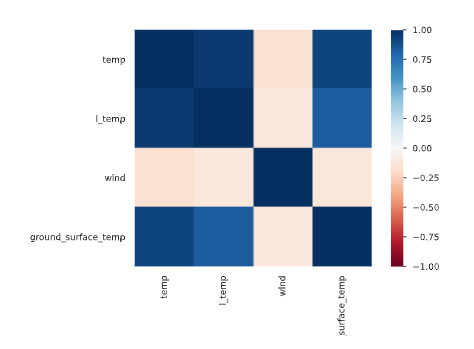 temp
l_temp
wind
ground_surface_temp
temp
l_temp
wind
_surface_temp
1.00
0.75
0.50
0.25
0.00
−0.25
−0.50
−0.75
−1.00